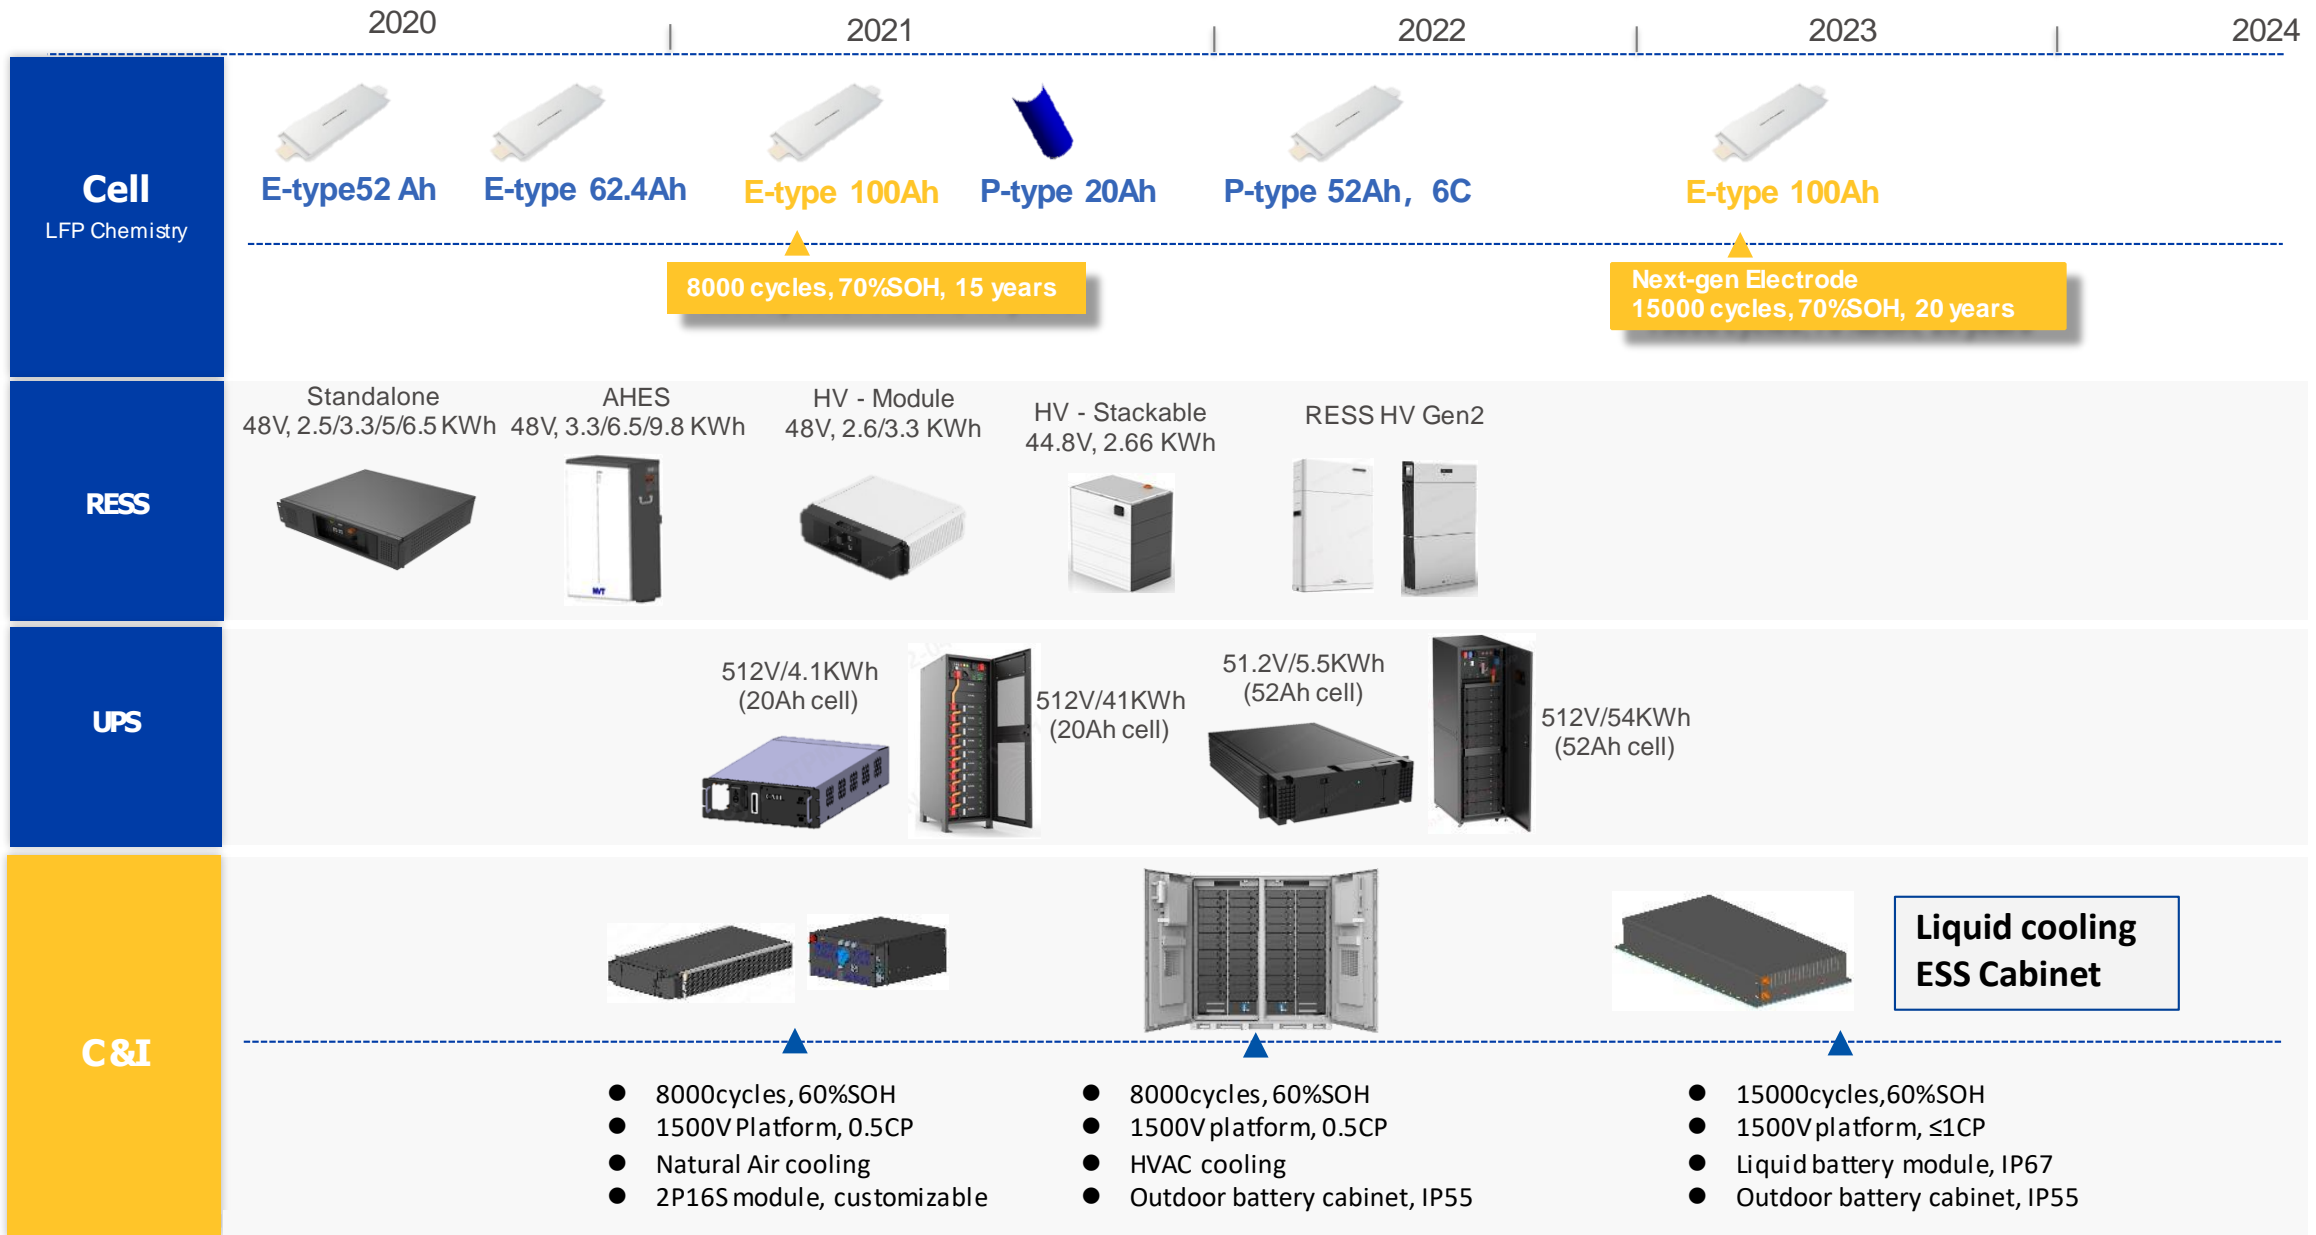 2020
2021
2022
2023
2024
Cell
LFP Chemistry
E-type52 Ah
E-type 62.4Ah
E-type 100Ah
P-type 20Ah
P-type 52Ah, 6C
E-type 100Ah
8000 cycles, 70%SOH, 15 years
Next-gen Electrode
15000 cycles, 70%SOH, 20 years
RESS
Standalone
48V, 2.5/3.3/5/6.5 KWh
AHES
48V, 3.3/6.5/9.8 KWh
HV - Module
48V, 2.6/3.3 KWh
HV - Stackable
44.8V, 2.66 KWh
RESS HV Gen2
NVT
UPS
512V/4.1KWh
(20Ah cell)
512V/41KWh
(20Ah cell)
51.2V/5.5KWh
(52Ah cell)
512V/54KWh
(52Ah cell)
C&I
Liquid cooling
ESS Cabinet
● 8000cycles, 60%SOH
● 1500V Platform, 0.5CP
● Natural Air cooling
● 2P16S module, customizable
● 8000cycles, 60%SOH
● 1500V platform, 0.5CP
● HVAC cooling
● Outdoor battery cabinet, IP55
● 15000cycles,60%SOH
● 1500V platform, ≤1CP
● Liquid battery module, IP67
● Outdoor battery cabinet, IP55